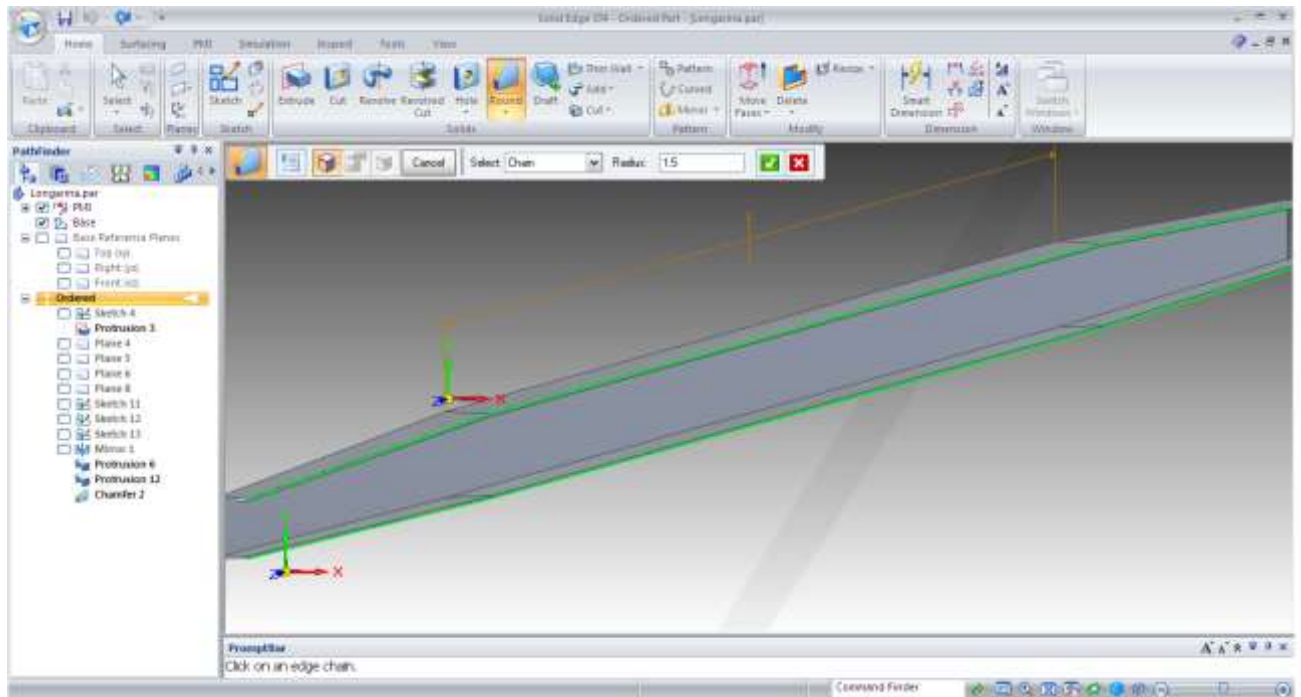 Solid Edge ST4 - Ordered Part - [Longarina.par]
Home Surfacing PMI Simulation Inspect Tools View
Paste Select Sketch Extrude Cut Revolve Revolved Cut Hole Round Draft Thin Wall Add Cut Pattern Curved Mirror Move Faces Delete Resize Smart Dimension Switch Windows
Clipboard Select Planes Sketch Solids Pattern Modify Dimension Window
PathFinder
Cancel Select: Chain Radius: 1.5
Longarina.par
PMI
Base
Base Reference Planes
Top (xy)
Right (yz)
Front (xz)
Ordered
Sketch 4
Protrusion 3
Plane 4
Plane 5
Plane 6
Plane 8
Sketch 11
Sketch 12
Sketch 13
Mirror 1
Protrusion 6
Protrusion 12
Chamfer 2
Z X
Z X
PromptBar
Click on an edge chain.
Command Finder